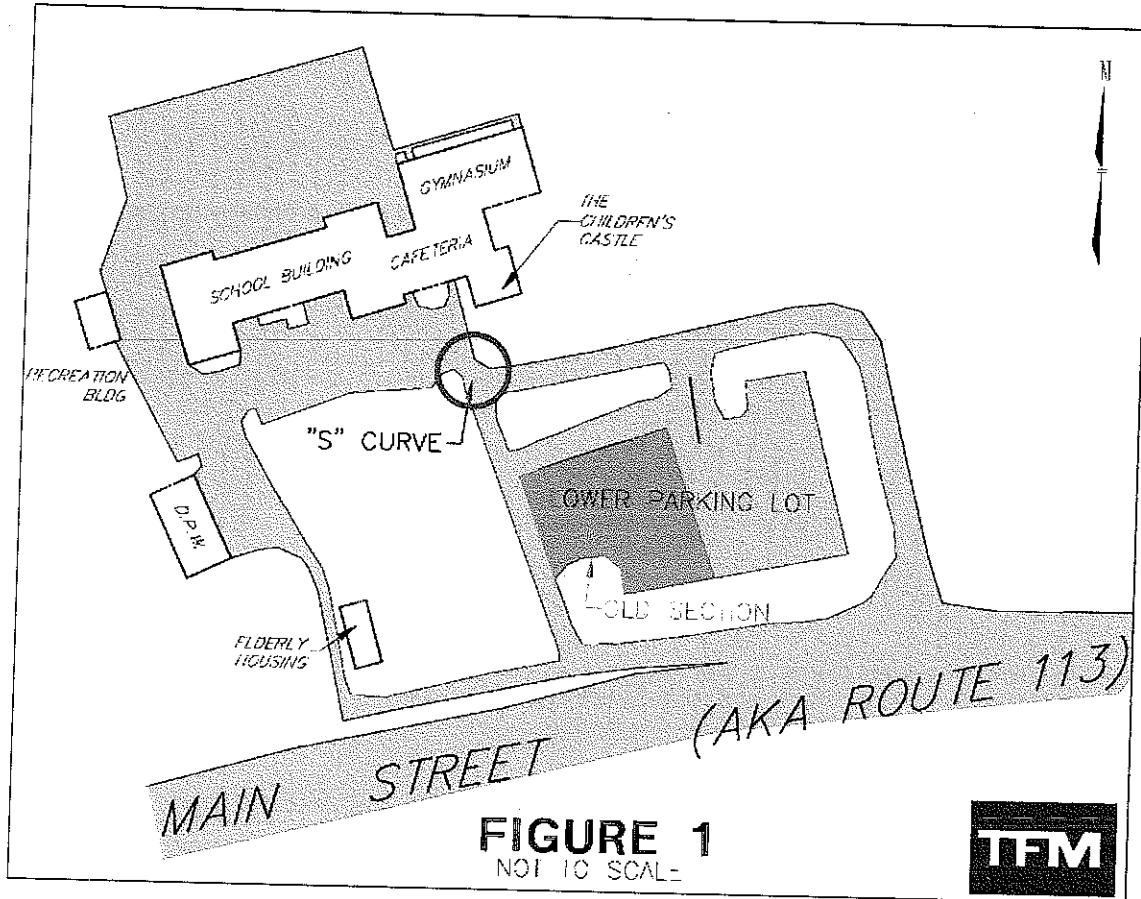 N
GYMNASIUM
THE
CHILDREN'S
CASTLE
SCHOOL BUILDING
CAFETERIA
RECREATION
BLDG
"S" CURVE
LOWER PARKING LOT
D.P.W.
OLD SECTION
ELDERLY
HOUSING
MAIN STREET (AKA ROUTE 113)
FIGURE 1
NOT TO SCALE
TFM